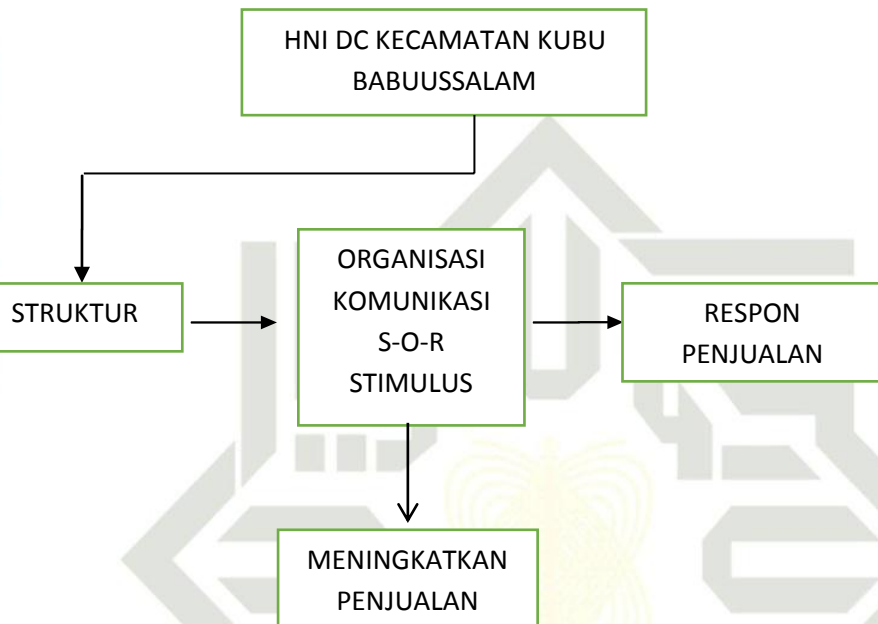 HNI DC KECAMATAN KUBU
BABUUSSALAM
STRUKTUR
ORGANISASI
KOMUNIKASI
S-O-R
STIMULUS
RESPON
PENJUALAN
MENINGKATKAN
PENJUALAN